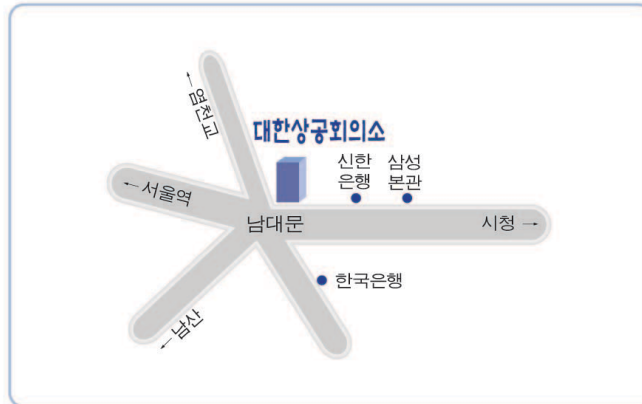 ← 염천교
대한상공회의소
신한
은행
삼성
본관
← 서울역
남대문
시청 →
한국은행
← 남산